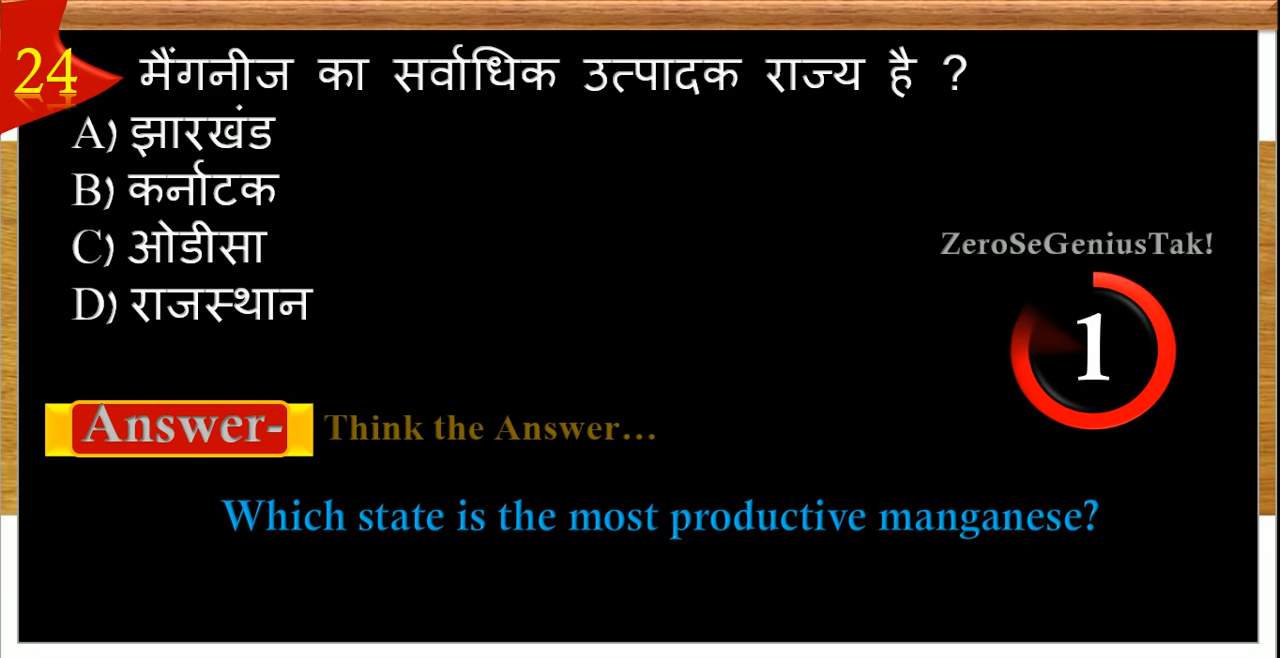 24
मैंगनीज का सर्वाधिक उत्पादक राज्य है ?
A) झारखंड
B) कर्नाटक
C) ओडीसा
D) राजस्थान
ZeroSeGeniusTak!
1
Answer- Think the Answer...
Which state is the most productive manganese?